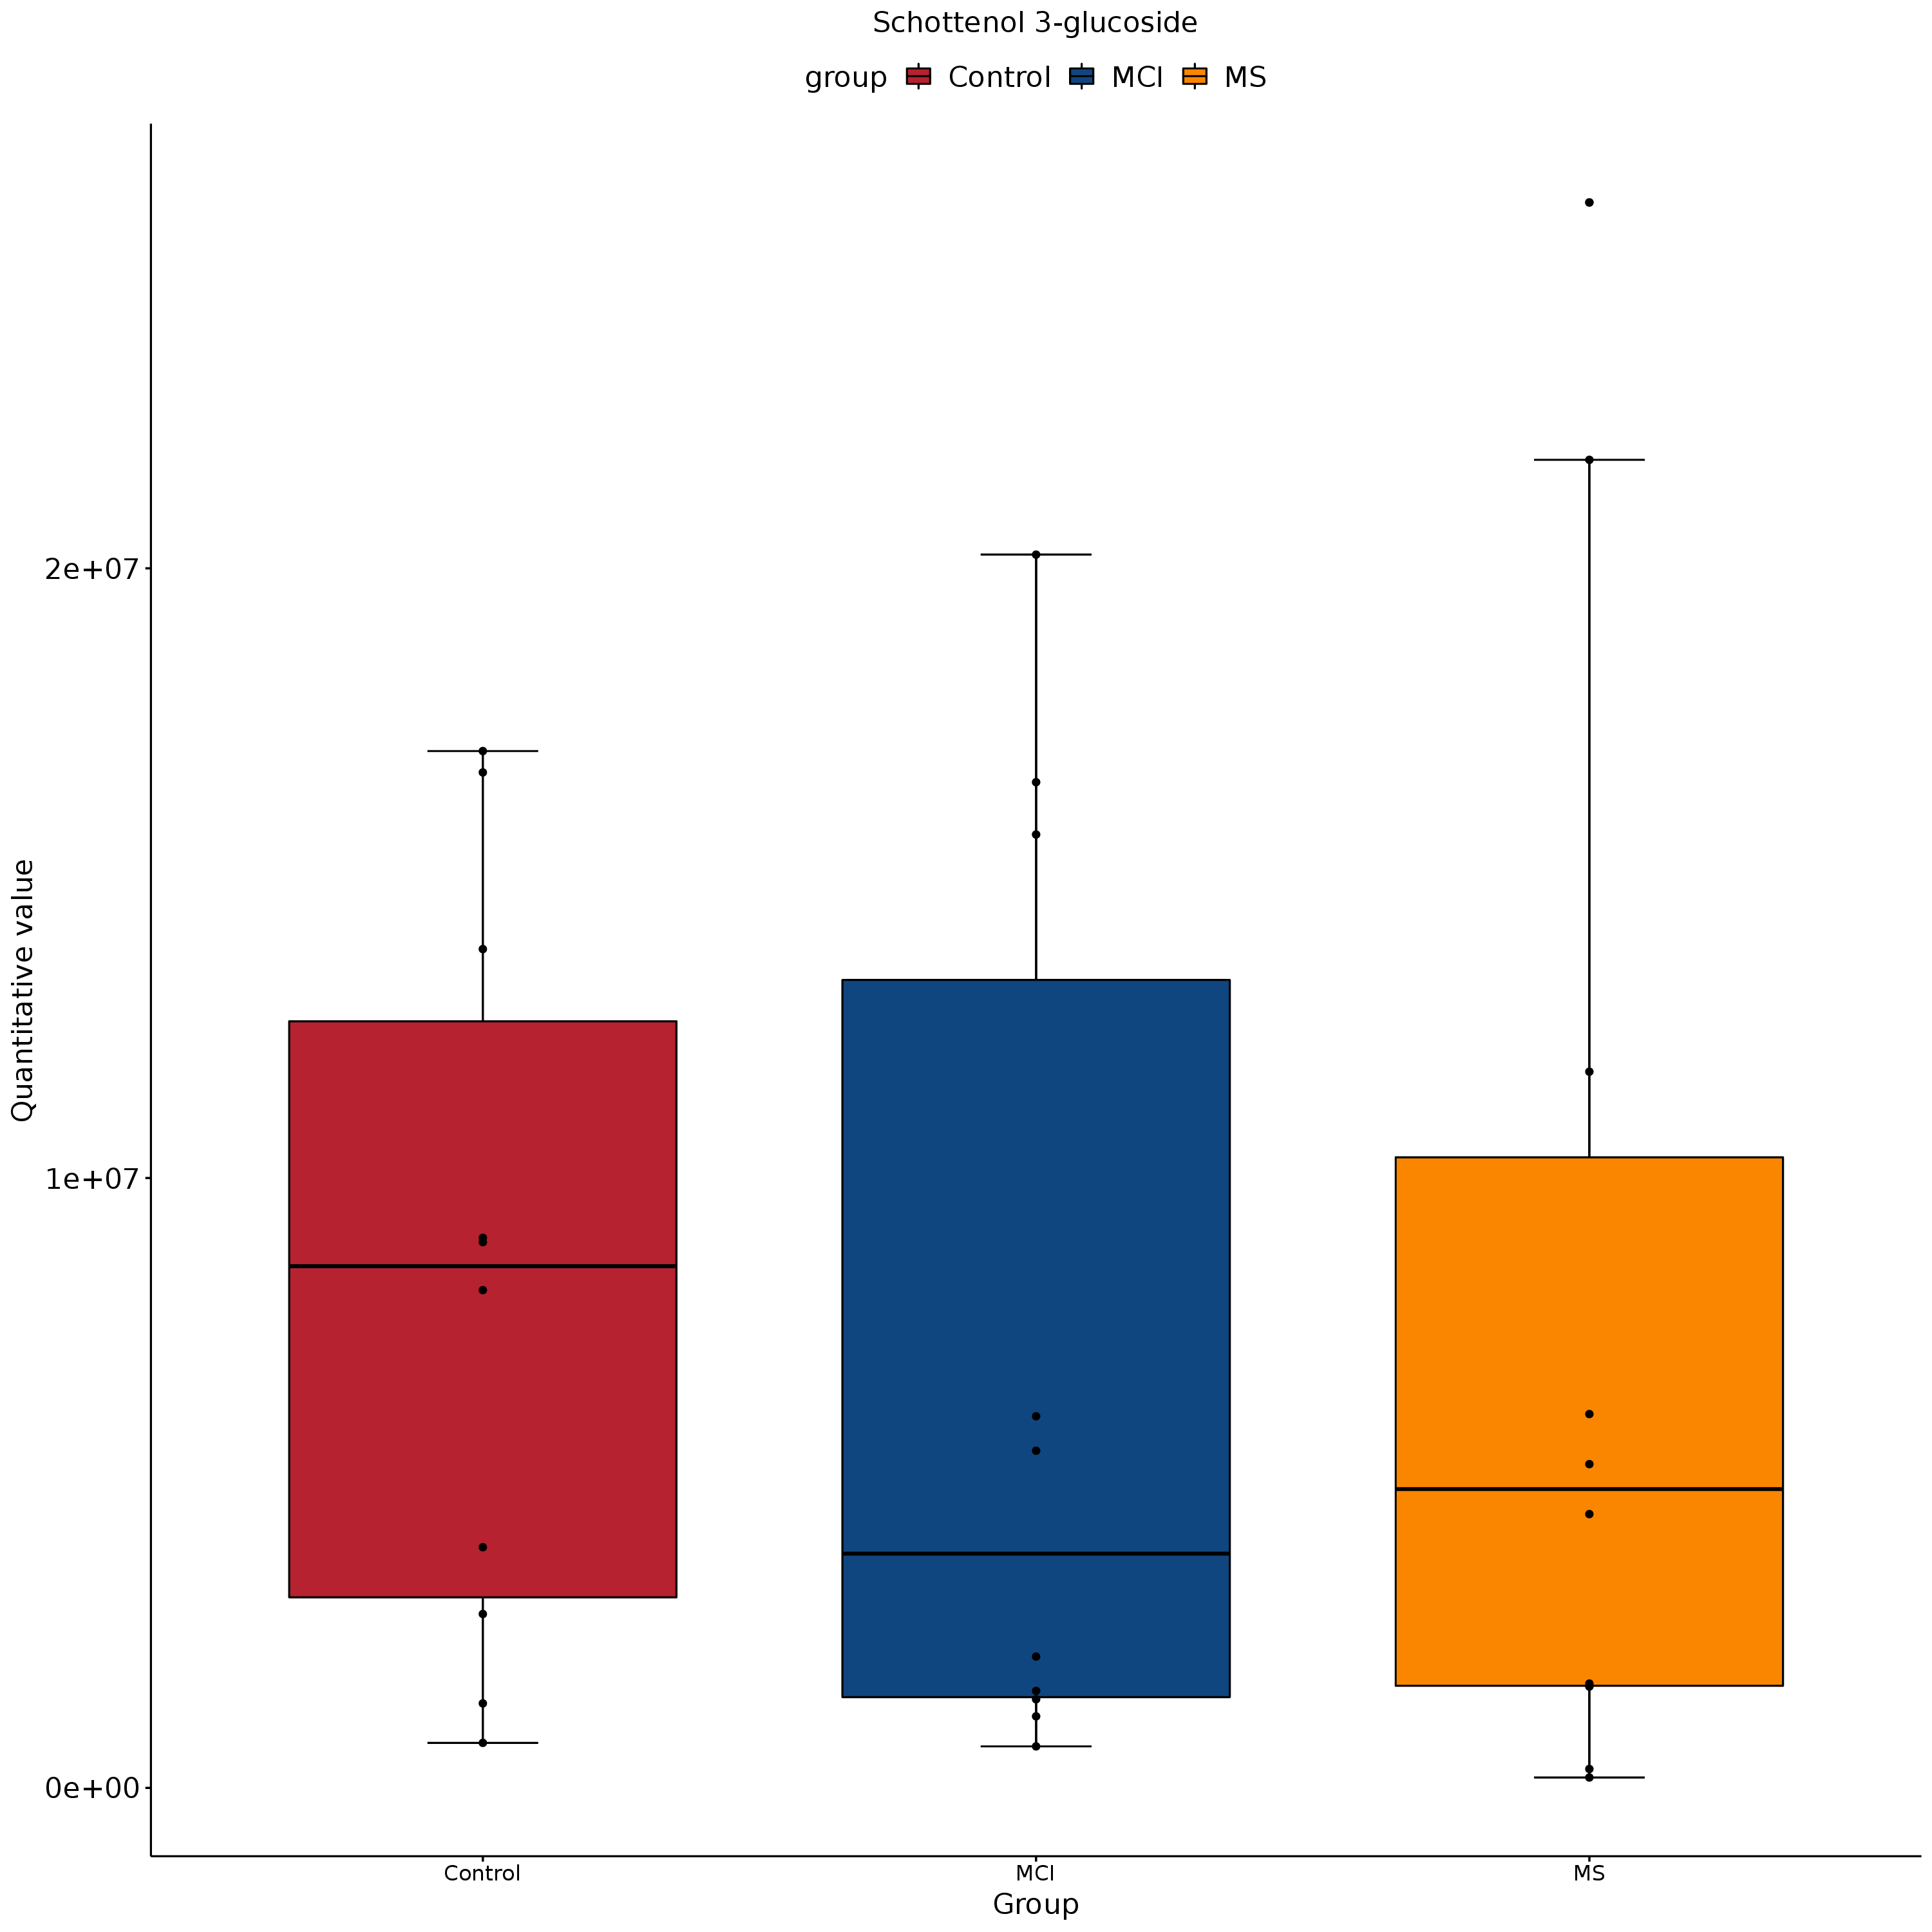 Schottenol 3-glucoside
group Control MCI MS
Quantitative value
2e+07
1e+07
0e+00
Control MCI MS
Group